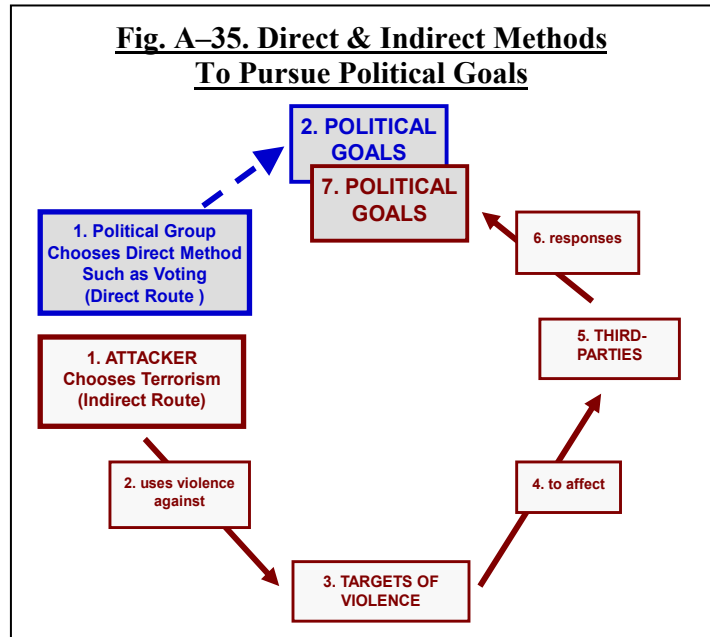 Fig. A–35. Direct & Indirect Methods
To Pursue Political Goals
2. POLITICAL
GOALS
7. POLITICAL
GOALS
1. Political Group
Chooses Direct Method
Such as Voting
(Direct Route )
6. responses
1. ATTACKER
Chooses Terrorism
(Indirect Route)
5. THIRD-
PARTIES
2. uses violence
against
4. to affect
3. TARGETS OF
VIOLENCE